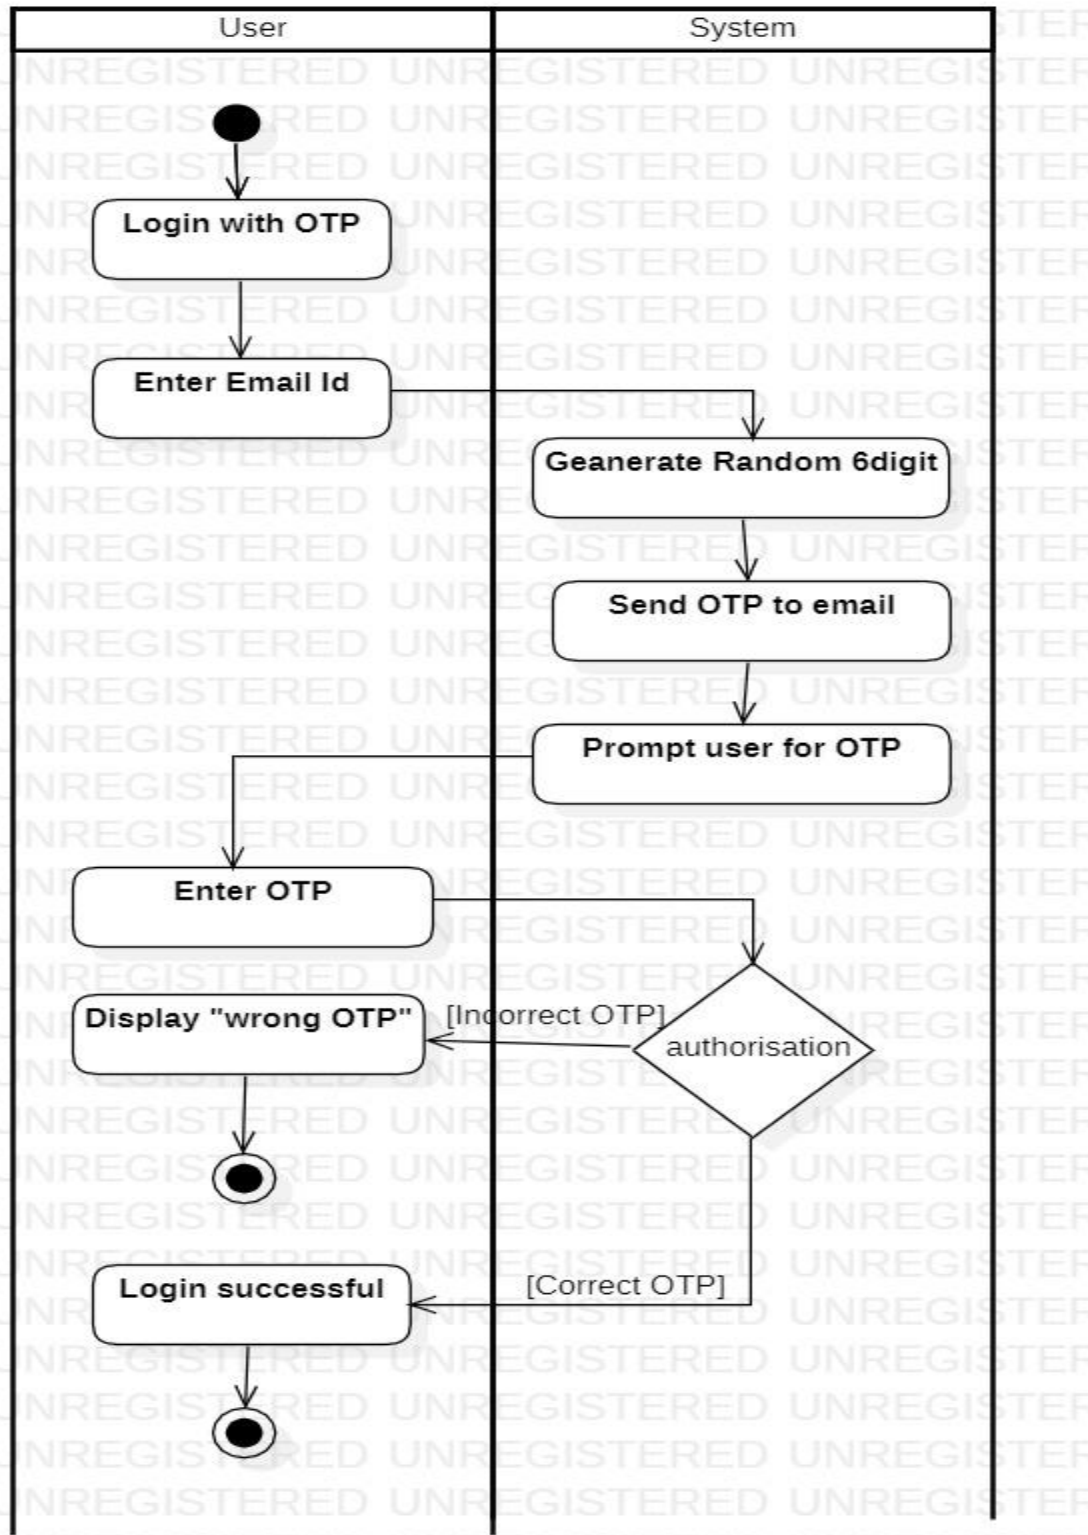 User
System
Login with OTP
Enter Email Id
Geanerate Random 6digit
Send OTP to email
Prompt user for OTP
Enter OTP
Display "wrong OTP"
[Incorrect OTP]
authorisation
[Correct OTP]
Login successful
UNREGISTERED